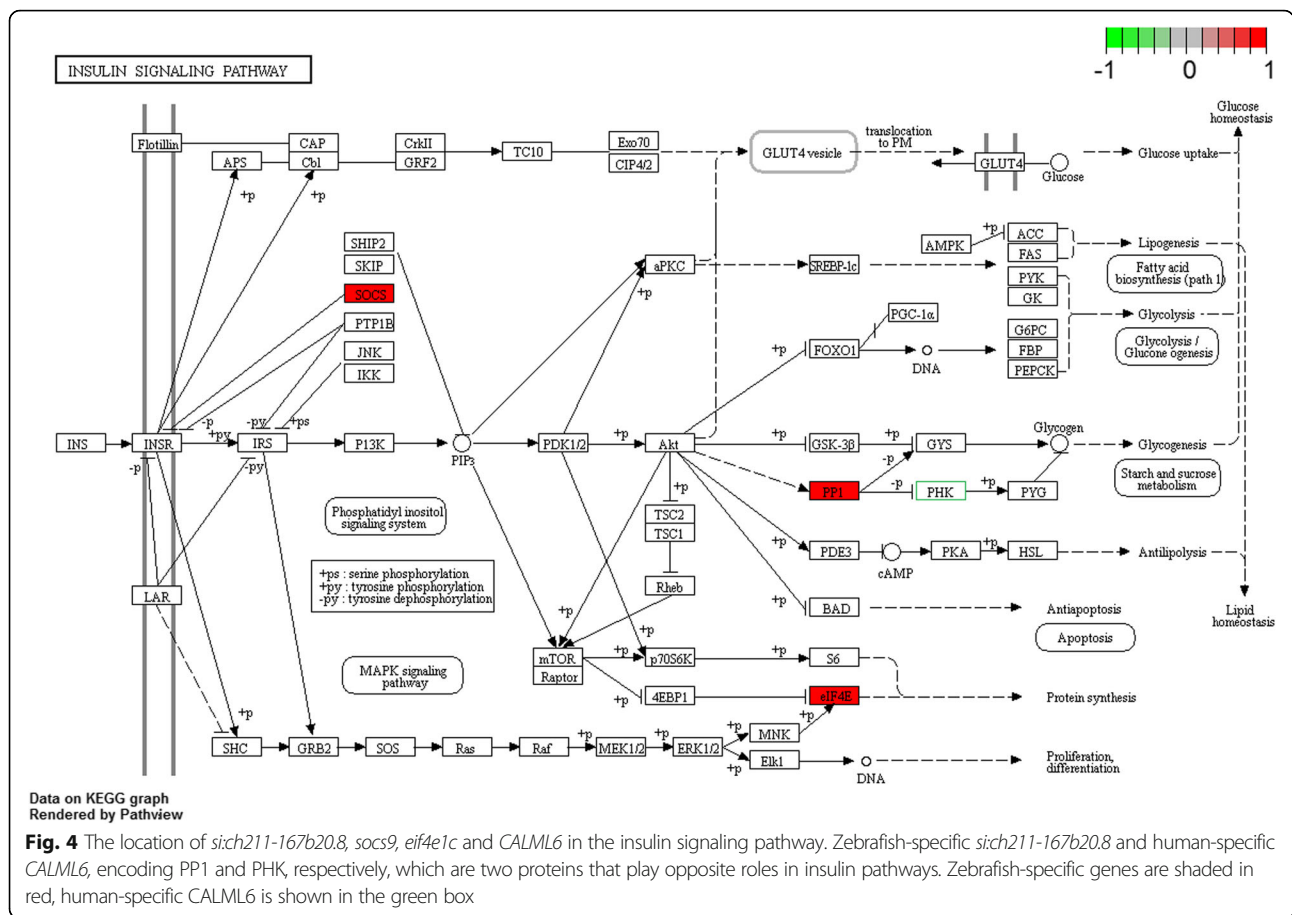 INSULIN SIGNALING PATHWAY
-1 0 1
Glucose
homeostasis
Flotillin
CAP
CrkII
Exo70
translocation
to PM
APS
Cbl
GRF2
TC10
CIP4/2
GLUT4 vesicle
GLUT4
Glucose
Glucose uptake
+p
+p
SHIP2
SKIP
SOCS
PTP1B
JNK
IKK
aPKC
+p
SREBP-1c
AMPK
+p
ACC
FAS
PYK
GK
Lipogenesis
Fatty acid
biosynthesis (path 1)
Glycolysis
Glycolysis /
Glucone ogenesis
PGC-1α
+p
FOXO1
DNA
G6PC
FBP
PEPCK
-p
+py
-py
+ps
INS
INSR
IRS
P13K
PIP3
PDK1/2
+p
Akt
+p
GSK-3β
+p
GYS
Glycogen
Glycogenesis
-p
-py
-p
PP1
-p
PHK
+p
PYG
Starch and sucrose
metabolism
Phosphatidyl inositol
signaling system
+p
TSC2
TSC1
+p
PDE3
cAMP
PKA
+p
HSL
Antilipolysis
+ps : serine phosphorylation
+py : tyrosine phosphorylation
-py : tyrosine dephosphorylation
LAR
Rheb
+p
BAD
Antiapoptosis
Apoptosis
Lipid
homeostasis
+p
+p
MAPK signaling
pathway
mTOR
Raptor
+p
p70S6K
S6
+p
4EBP1
eIF4E
Protein synthesis
+p
SHC
GRB2
SOS
Ras
Raf
+p
MEK1/2
+p
ERK1/2
+p
MNK
+p
+p
Elk1
DNA
Proliferation,
differentiation
Data on KEGG graph
Rendered by Pathview
Fig. 4 The location of si:ch211-167b20.8, socs9, eif4e1c and CALML6 in the insulin signaling pathway. Zebrafish-specific si:ch211-167b20.8 and human-specific
CALML6, encoding PP1 and PHK, respectively, which are two proteins that play opposite roles in insulin pathways. Zebrafish-specific genes are shaded in
red, human-specific CALML6 is shown in the green box